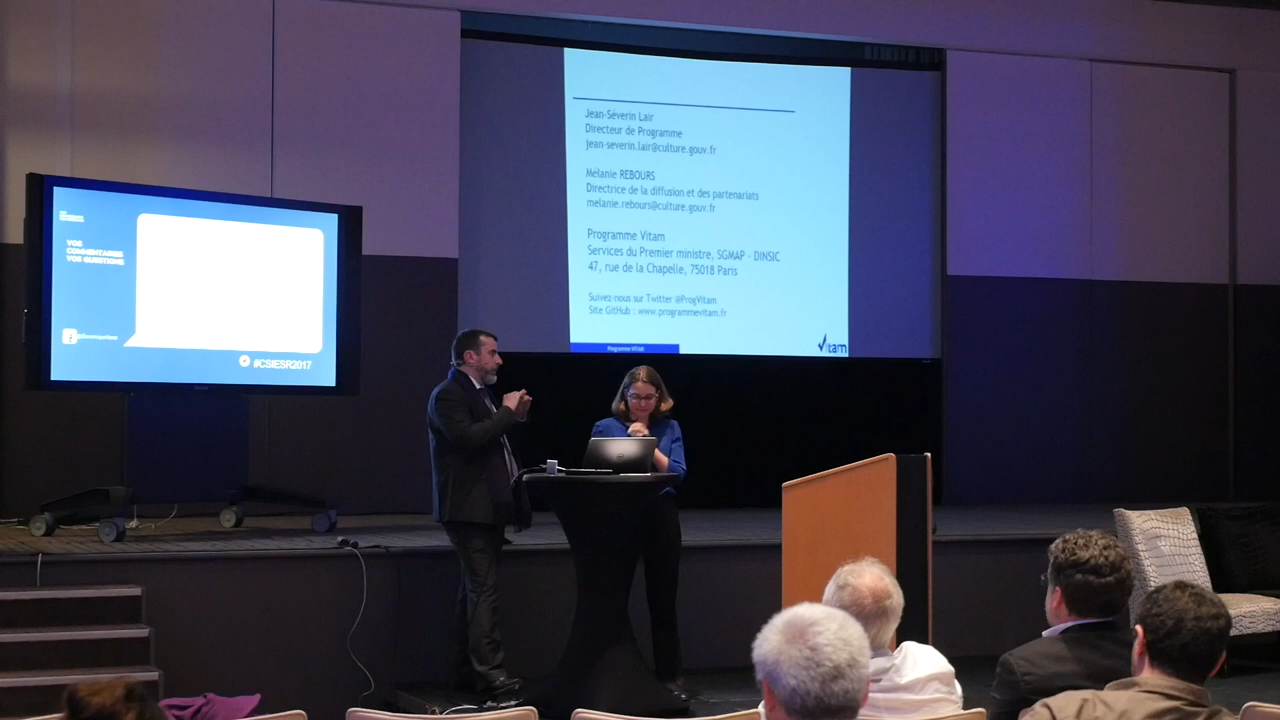 VOS
COMMENTAIRES
VOS QUESTIONS
#CSIESR2017
Jean-Séverin Lair
Directeur de Programme
jean-severin.lair@culture.gouv.fr
Mélanie REBOURS
Directrice de la diffusion et des partenariats
melanie.rebours@culture.gouv.fr
Programme Vitam
Services du Premier ministre, SGMAP - DINSIC
47, rue de la Chapelle, 75018 Paris
Suivez-nous sur Twitter @ProgVitam
Site GitHub : www.programmevitam.fr
Programme VITAM
Vitam
DELL